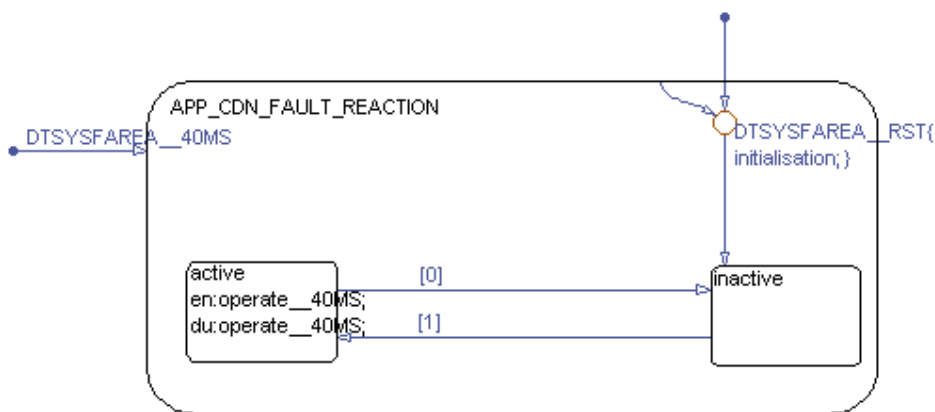 APP_CDN_FAULT_REACTION
DTSYSFAREA__40MS
DTSYSFAREA__RST{
initialisation; }
active
en:operate__40MS;
du:operate__40MS;
[0]
[1]
inactive